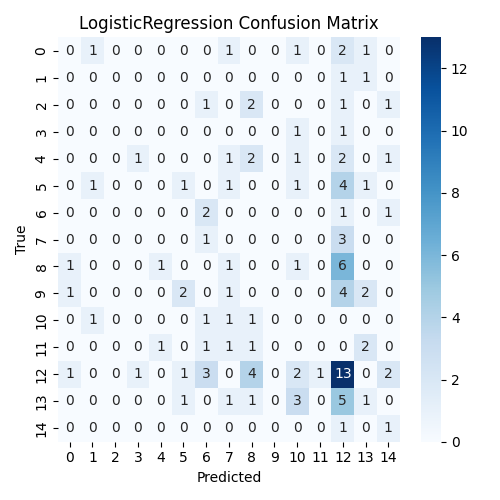 LogisticRegression Confusion Matrix
0 0 1 0 0 0 0 0 1 0 0 1 0 2 1 0
1 0 0 0 0 0 0 0 0 0 0 0 0 1 1 0
2 0 0 0 0 0 0 1 0 2 0 0 0 1 0 1
3 0 0 0 0 0 0 0 0 0 0 1 0 1 0 0
4 0 0 0 1 0 0 0 1 2 0 1 0 2 0 1
5 0 1 0 0 0 1 0 1 0 0 1 0 4 1 0
6 0 0 0 0 0 0 2 0 0 0 0 0 1 0 1
7 0 0 0 0 0 0 1 0 0 0 0 0 3 0 0
8 1 0 0 0 1 0 0 1 0 0 1 0 6 0 0
9 1 0 0 0 0 2 0 1 0 0 0 0 4 2 0
10 0 1 0 0 0 0 1 1 1 0 0 0 0 0 0
11 0 0 0 0 1 0 1 1 1 0 0 0 0 2 0
12 1 0 0 1 0 1 3 0 4 0 2 1 13 0 2
13 0 0 0 0 0 1 0 1 1 0 3 0 5 1 0
14 0 0 0 0 0 0 0 0 0 0 0 0 1 0 1
0 1 2 3 4 5 6 7 8 9 10 11 12 13 14
Predicted
True
12
10
8
6
4
2
0